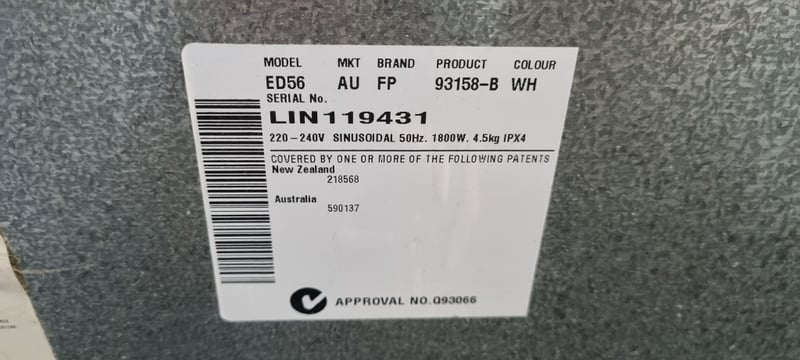 MODEL MKT BRAND PRODUCT COLOUR
ED56 AU FP 93158-B WH
SERIAL No.
LIN119431
220-240V SINUSOIDAL 50Hz. 1800W. 4.5kg IPX4
COVERED BY ONE OR MORE OF THE FOLLOWING PATENTS
New Zealand
218568
Australia
590137
APPROVAL NO.Q93066